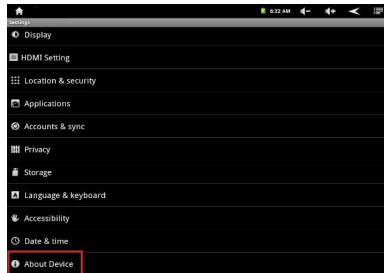 6:22 AM
Settings
Display
HDMI Setting
Location & security
Applications
Accounts & sync
Privacy
Storage
Language & keyboard
Accessibility
Date & time
About Device